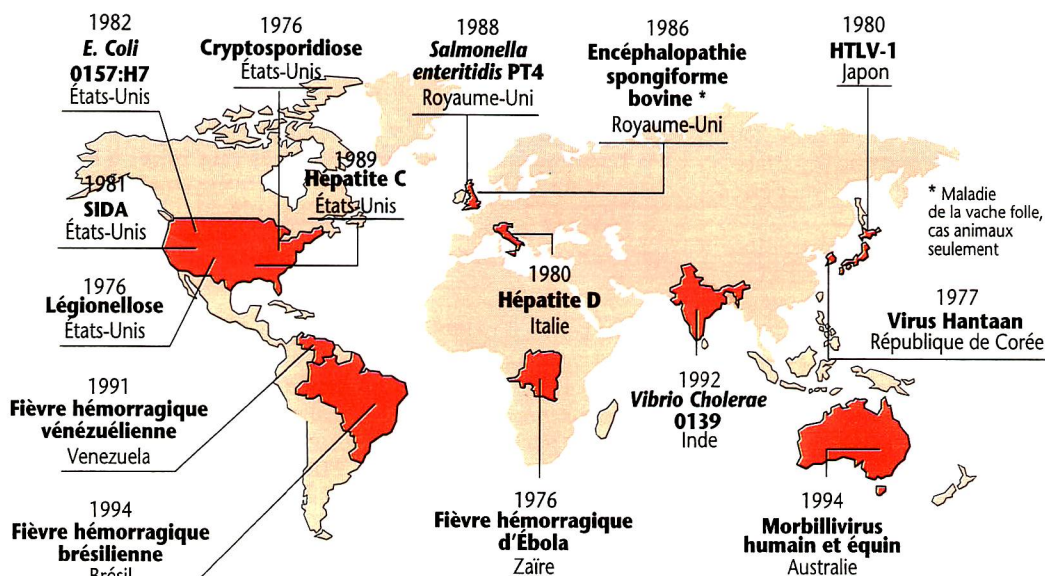 1982
E. Coli
0157:H7
États-Unis
1976
Cryptosporidiose
États-Unis
1988
Salmonella
enteritidis PT4
Royaume-Uni
1986
Encéphalopathie
spongiforme
bovine *
Royaume-Uni
1980
HTLV-1
Japon
1989
Hépatite C
États-Unis
1981
SIDA
États-Unis
* Maladie
de la vache folle,
cas animaux
seulement
1976
Légionellose
États-Unis
1980
Hépatite D
Italie
1977
Virus Hantaan
République de Corée
1991
Fièvre hémorragique
vénézuélienne
Venezuela
1992
Vibrio Cholerae
0139
Inde
1994
Fièvre hémorragique
brésilienne
Brésil
1976
Fièvre hémorragique
d'Ébola
Zaïre
1994
Morbillivirus
humain et équin
Australie